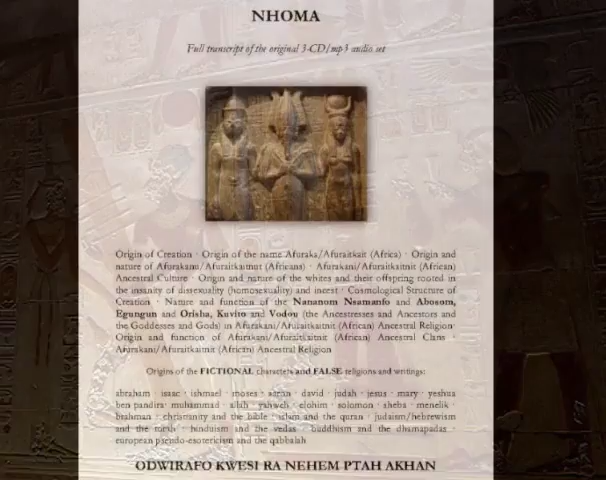 NHOMA
Full transcript of the original 3-CD/mp3 audio set
Origin of Creation · Origin of the name Afuraka/Afuraitkait (Africa) · Origin and
nature of Afurakanu/Afuraitkaitnut (Africans) · Afurakani/Afuraitkaitnit (African)
Ancestral Culture · Origin and nature of the whites and their offspring rooted in
the insanity of dissexuality (homosexuality) and incest · Cosmological Structure of
Creation · Nature and function of the Nananom Nsamanfo and Abosom,
Egungun and Orisha, Kuvito and Vodou (the Ancestresses and Ancestors and
the Goddesses and Gods) in Afurakani/Afuraitkaitnit (African) Ancestral Religion
Origin and function of Afurakani/Afuraitkaitnit (African) Ancestral Clans ·
Afurakani/Afuraitkaitnit (African) Ancestral Religion
Origins of the FICTIONAL characters and FALSE religions and writings:
abraham · isaac · ishmael · moses · aaron · david · judah · jesus · mary · yeshua
ben pandira · muhammad · allah · yahweh · elohim · solomon · sheba · menelik ·
brahman · christianity and the bible · islam and the quran · judaism/hebrewism
and the · hinduism and the vedas · buddhism and the dhamapadas ·
european pseudo-esotericism and the qabbalah
ODWIRAFO KWESI RA NEHEM PTAH AKHAN